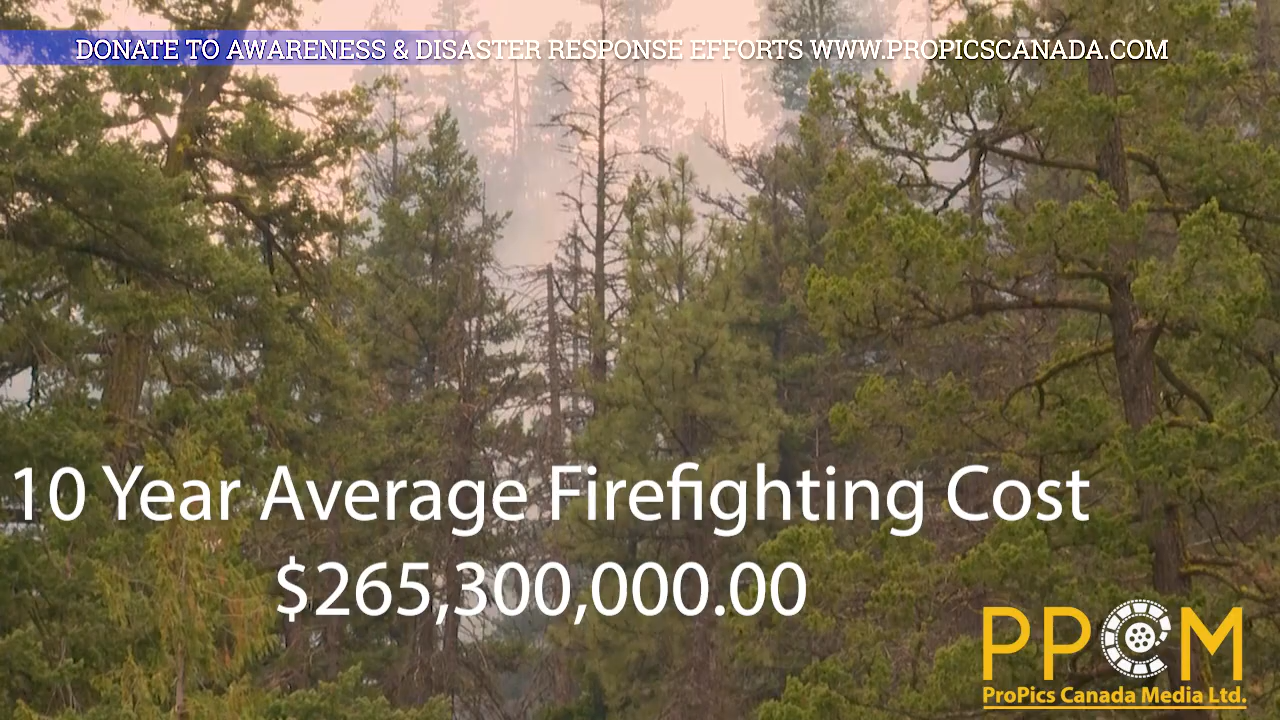 DONATE TO AWARENESS & DISASTER RESPONSE EFFORTS WWW.PROPICSCANADA.COM
10 Year Average Firefighting Cost
$265,300,000.00
PPCM
ProPics Canada Media Ltd.